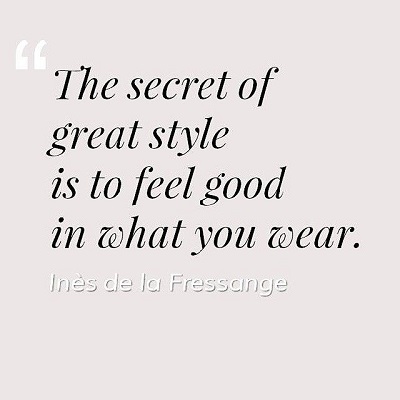 “
The secret of
great style
is to feel good
in what you wear.
Inès de la Fressange